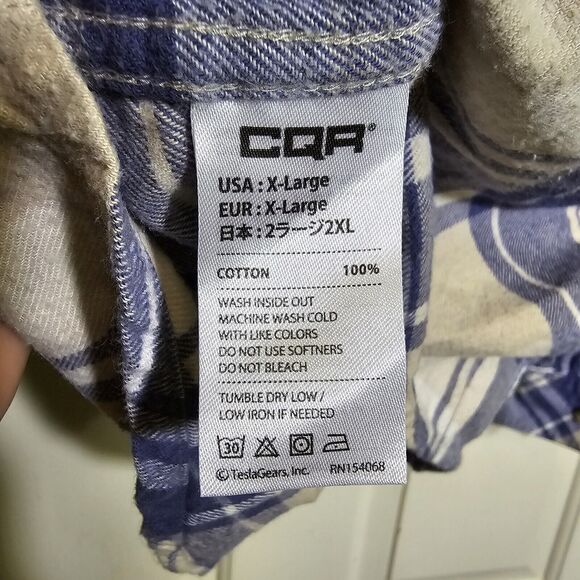 CQR®
USA : X-Large
EUR : X-Large
日本 : 2ラージ2XL
COTTON 100%
WASH INSIDE OUT
MACHINE WASH COLD
WITH LIKE COLORS
DO NOT USE SOFTNERS
DO NOT BLEACH
TUMBLE DRY LOW /
LOW IRON IF NEEDED
30
© TeslaGears, Inc. RN154068